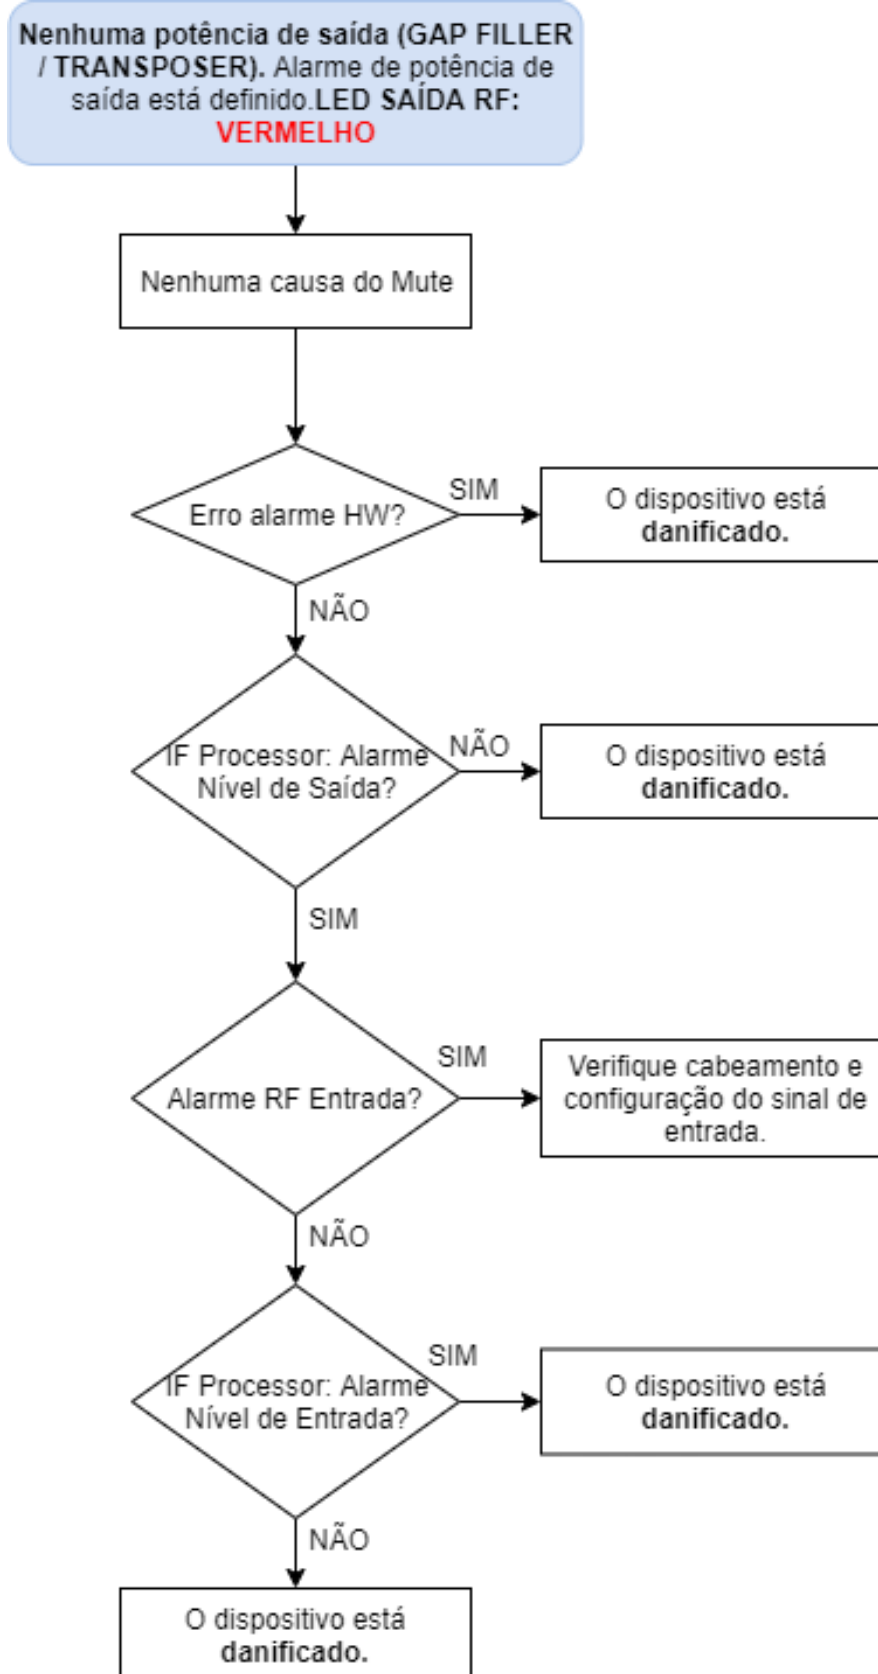 Nenhuma potência de saída (GAP FILLER
/ TRANSPOSER). Alarme de potência de
saída está definido.LED SAÍDA RF:
VERMELHO
Nenhuma causa do Mute
Erro alarme HW?
SIM
O dispositivo está
danificado.
NÃO
IF Processor: Alarme
Nível de Saída?
NÃO
O dispositivo está
danificado.
SIM
Alarme RF Entrada?
SIM
Verifique cabeamento e
configuração do sinal de
entrada.
NÃO
IF Processor: Alarme
Nível de Entrada?
SIM
O dispositivo está
danificado.
NÃO
O dispositivo está
danificado.